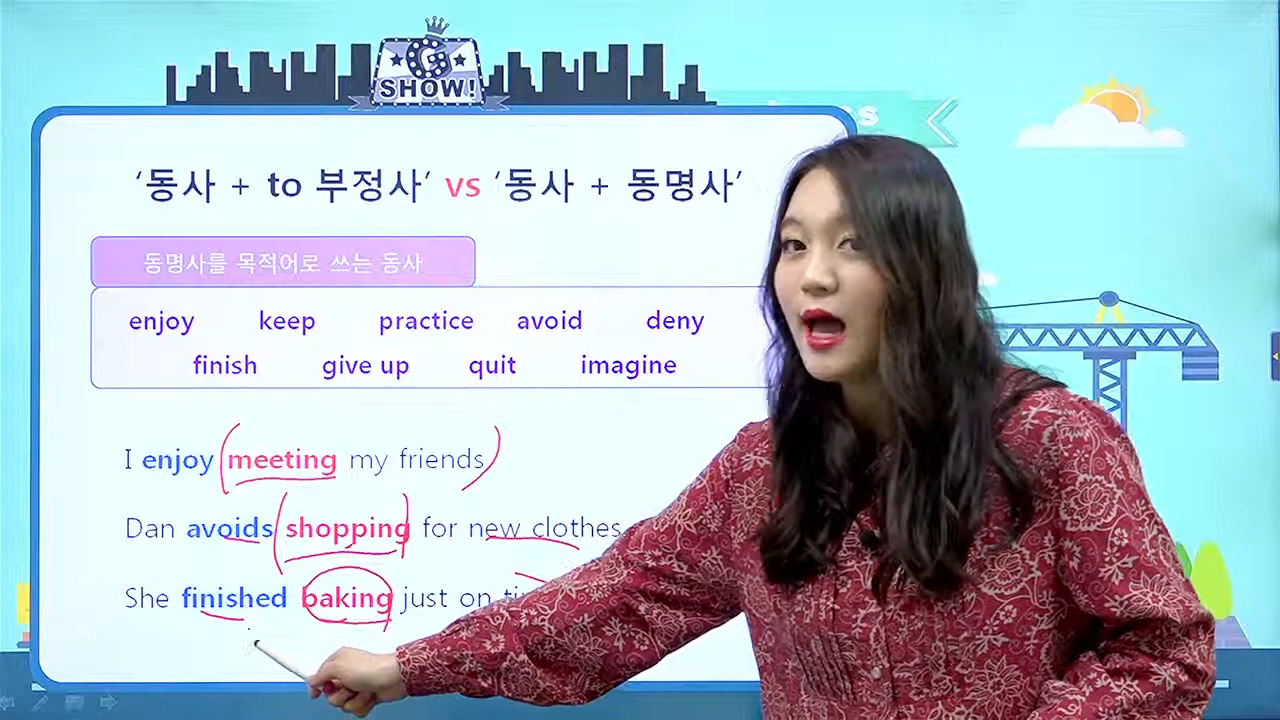 G
SHOW!
s
‘동사 + to 부정사’ vs ‘동사 + 동명사’
동명사를 목적어로 쓰는 동사
enjoy keep practice avoid deny
finish give up quit imagine
I enjoy meeting my friends
Dan avoids shopping for new clothes
She finished baking just on